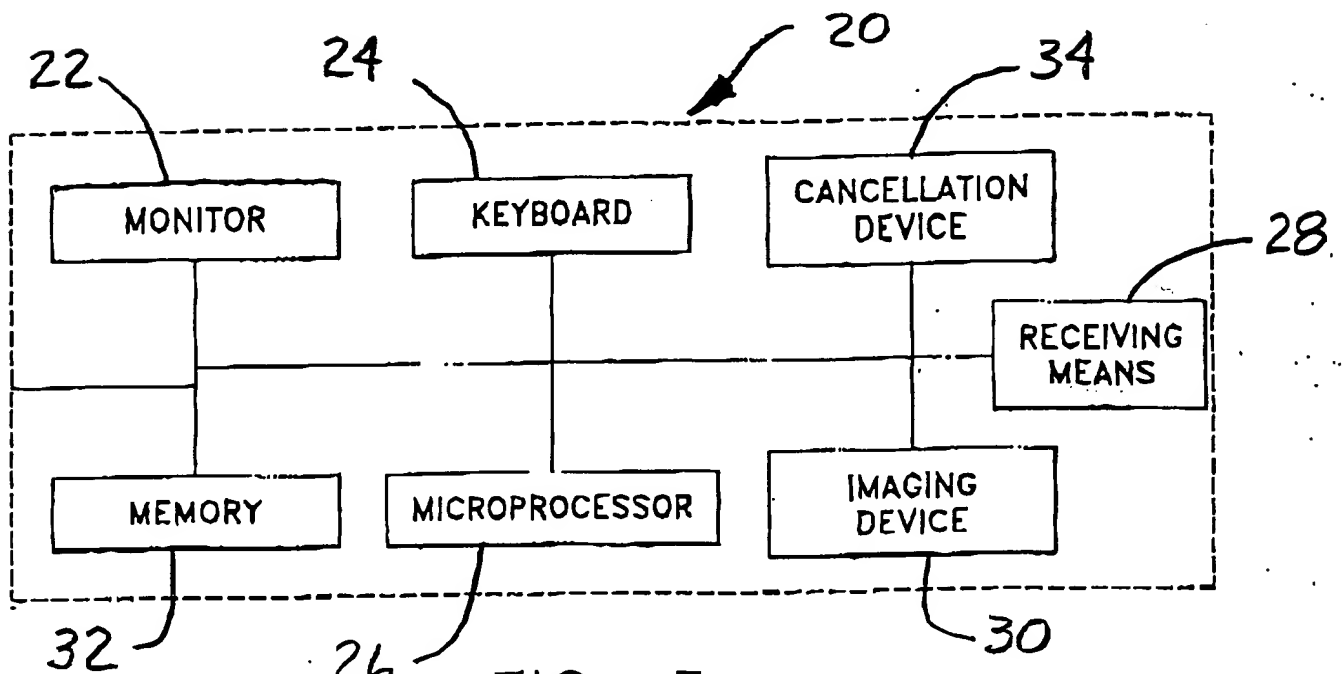 20
22
24
34
MONITOR
KEYBOARD
CANCELLATION
DEVICE
28
RECEIVING
MEANS
MEMORY
MICROPROCESSOR
IMAGING
DEVICE
32
26
30